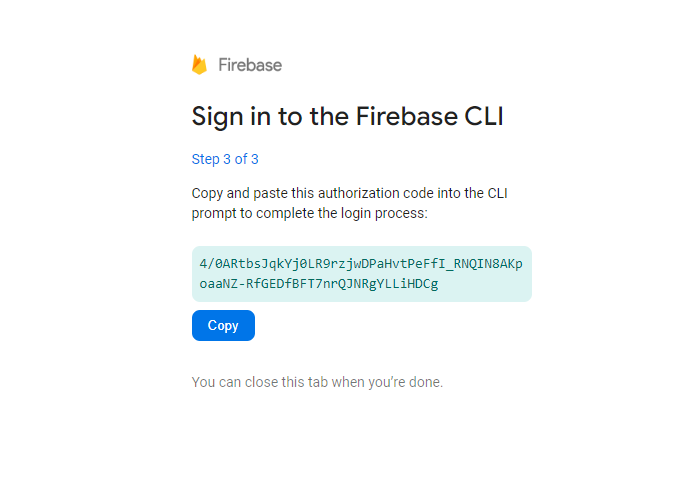 Firebase
Sign in to the Firebase CLI
Step 3 of 3
Copy and paste this authorization code into the CLI
prompt to complete the login process:
4/0ARtbsJqkYj0LR9rzjwDPaHvtPeFfI_RNQIN8AKp
oaaNZ-RfGEDfBFT7nrQJNRgYLLiHDCg
Copy
You can close this tab when you’re done.